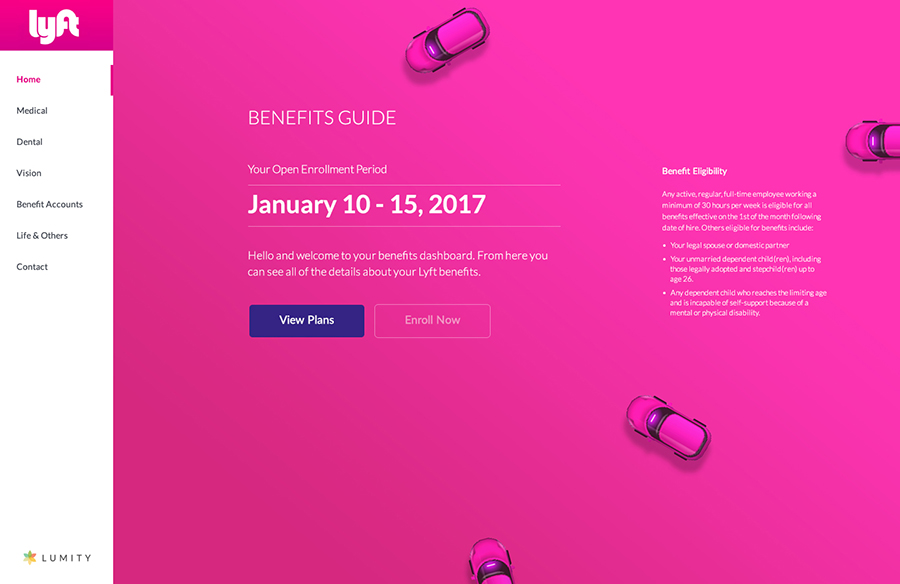 lyft
Home
Medical
Dental
Vision
Benefit Accounts
Life & Others
Contact
LUMITY
BENEFITS GUIDE
Your Open Enrollment Period
January 10 - 15, 2017
Hello and welcome to your benefits dashboard. From here you
can see all of the details about your Lyft benefits.
View Plans
Enroll Now
Benefit Eligibility
Any active, regular, full-time employee working a
minimum of 30 hours per week is eligible for all
benefits effective on the 1st of the month following
date of hire. Others eligible for benefits include:
• Your legal spouse or domestic partner
• Your unmarried dependent child(ren), including
those legally adopted and stepchild(ren) up to
age 26.
• Any dependent child who reaches the limiting age
and is incapable of self-support because of a
mental or physical disability.